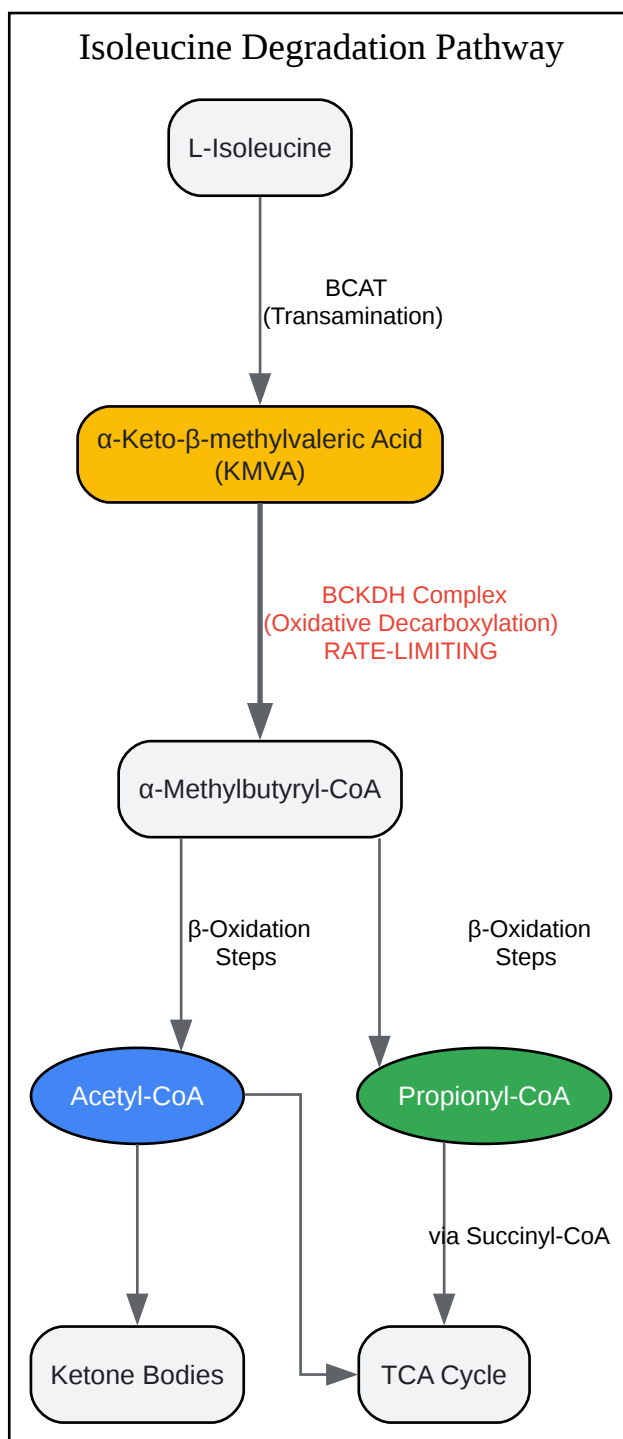 Isoleucine Degradation Pathway
L-Isoleucine
BCAT
(Transamination)
α-Keto-β-methylvaleric Acid
(KMVA)
BCKDH Complex
(Oxidative Decarboxylation)
RATE-LIMITING
α-Methylbutyryl-CoA
β-Oxidation
Steps
β-Oxidation
Steps
Acetyl-CoA
Propionyl-CoA
via Succinyl-CoA
Ketone Bodies
TCA Cycle